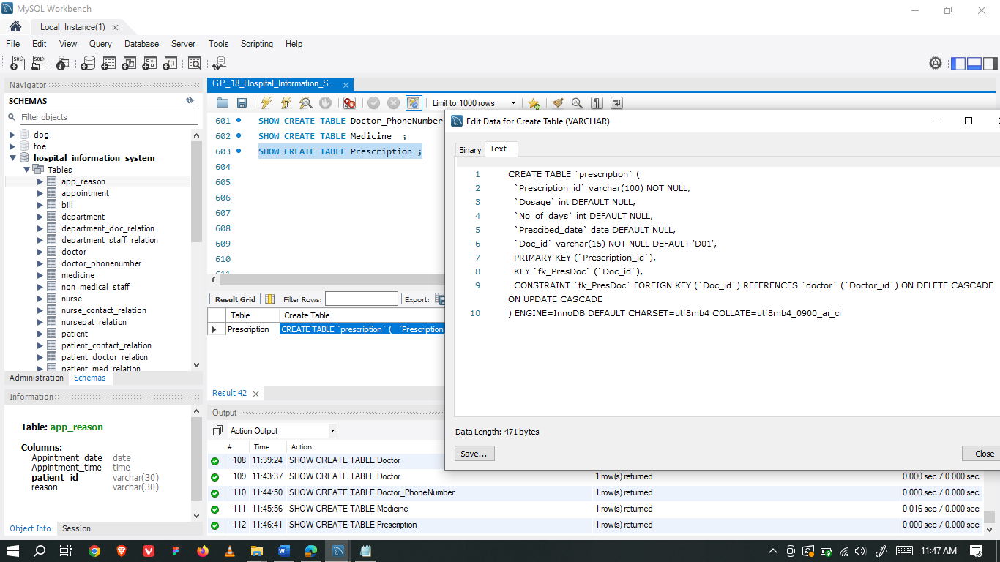 MySQL Workbench
Local_Instance(1)
File Edit View Query Database Server Tools Scripting Help
Navigator
SCHEMAS
Filter objects
dog
foe
hospital_information_system
Tables
app_reason
appointment
bill
department
department_doc_relation
department_staff_relation
doctor
doctor_phonenumber
medicine
non_medical_staff
nurse
nurse_contact_relation
nursepat_relation
patient
patient_contact_relation
patient_doctor_relation
patient_med_relation
Administration Schemas
Information
Table: app_reason
Columns:
Appintment_date date
Appintment_time time
patient_id varchar(30)
reason varchar(30)
Object Info Session
GP_18_Hospital_Information_S...
Limit to 1000 rows
601 SHOW CREATE TABLE Doctor_PhoneNumber
602 SHOW CREATE TABLE Medicine ;
603 SHOW CREATE TABLE Prescription ;
604
605
606
607
608
609
610
611
Result Grid Filter Rows: Export:
Table Create Table
Prescription CREATE TABLE `prescription` ( `Prescription_
Result 42
Output
Action Output
# Time Action
108 11:39:24 SHOW CREATE TABLE Doctor
109 11:43:37 SHOW CREATE TABLE Doctor 1 row(s) returned 0.000 sec / 0.000 sec
110 11:44:50 SHOW CREATE TABLE Doctor_PhoneNumber 1 row(s) returned 0.000 sec / 0.000 sec
111 11:45:56 SHOW CREATE TABLE Medicine 1 row(s) returned 0.016 sec / 0.000 sec
112 11:46:41 SHOW CREATE TABLE Prescription 1 row(s) returned 0.000 sec / 0.000 sec
Edit Data for Create Table (VARCHAR)
Binary Text
1 CREATE TABLE `prescription` (
2 `Prescription_id` varchar(100) NOT NULL,
3 `Dosage` int DEFAULT NULL,
4 `No_of_days` int DEFAULT NULL,
5 `Prescibed_date` date DEFAULT NULL,
6 `Doc_id` varchar(15) NOT NULL DEFAULT 'D01',
7 PRIMARY KEY (`Prescription_id`),
8 KEY `fk_PresDoc` (`Doc_id`),
9 CONSTRAINT `fk_PresDoc` FOREIGN KEY (`Doc_id`) REFERENCES `doctor` (`Doctor_id`) ON DELETE CASCADE
ON UPDATE CASCADE
10 ) ENGINE=InnoDB DEFAULT CHARSET=utf8mb4 COLLATE=utf8mb4_0900_ai_ci
Data Length: 471 bytes
Save... Close
11:47 AM